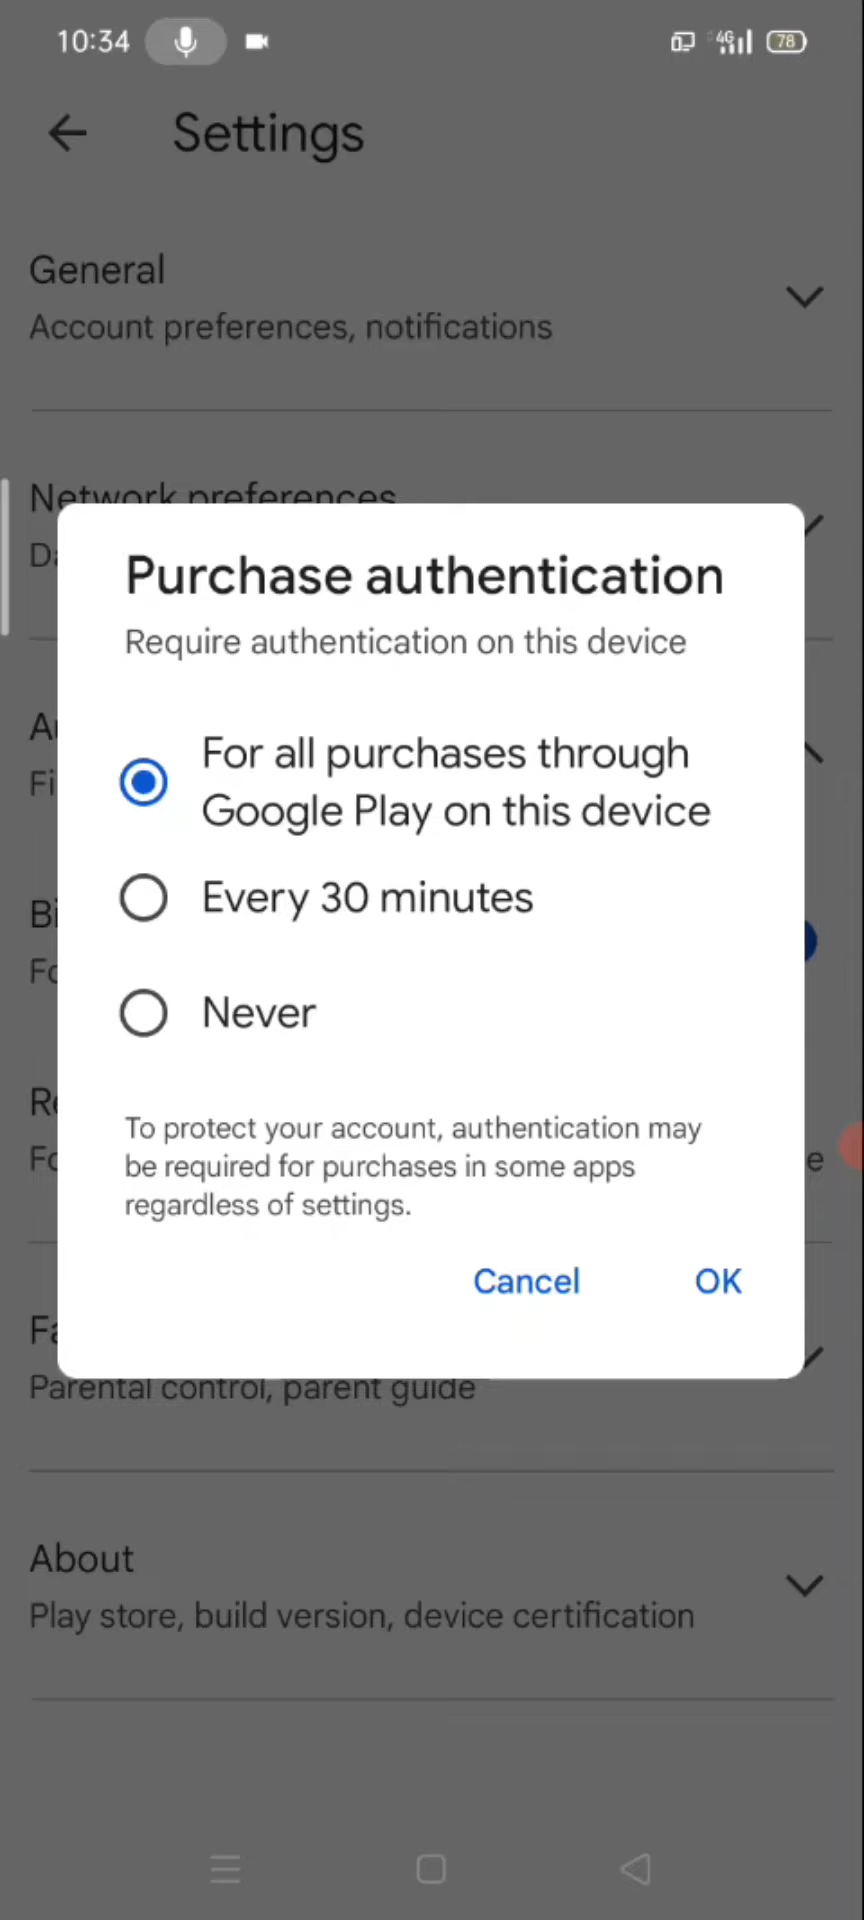 10:34
4G
78
Settings
General
Account preferences, notifications
Network preferences
Purchase authentication
Require authentication on this device
For all purchases through
Google Play on this device
Every 30 minutes
Never
To protect your account, authentication may
be required for purchases in some apps
regardless of settings.
Cancel
OK
Parental control, parent guide
About
Play store, build version, device certification